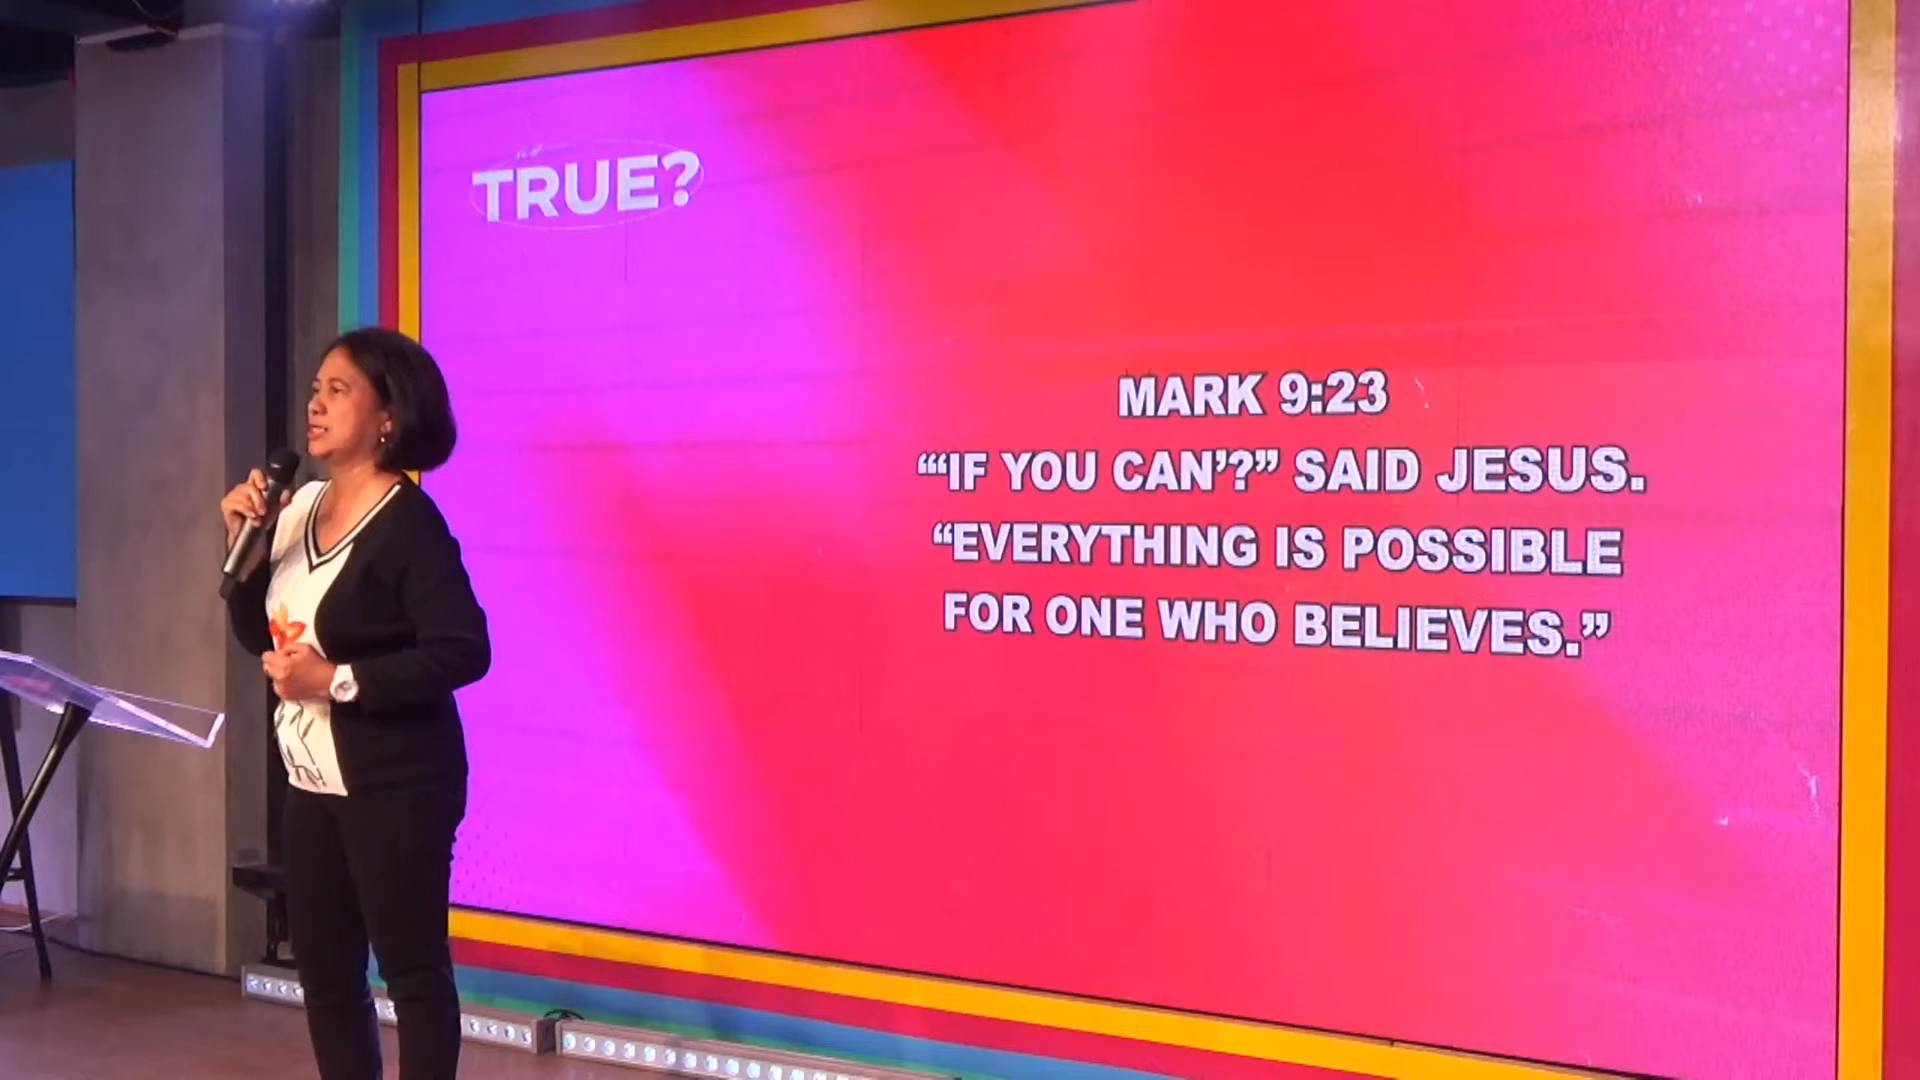 TRUE?
MARK 9:23
“‘IF YOU CAN’?” SAID JESUS.
“EVERYTHING IS POSSIBLE
FOR ONE WHO BELIEVES.”